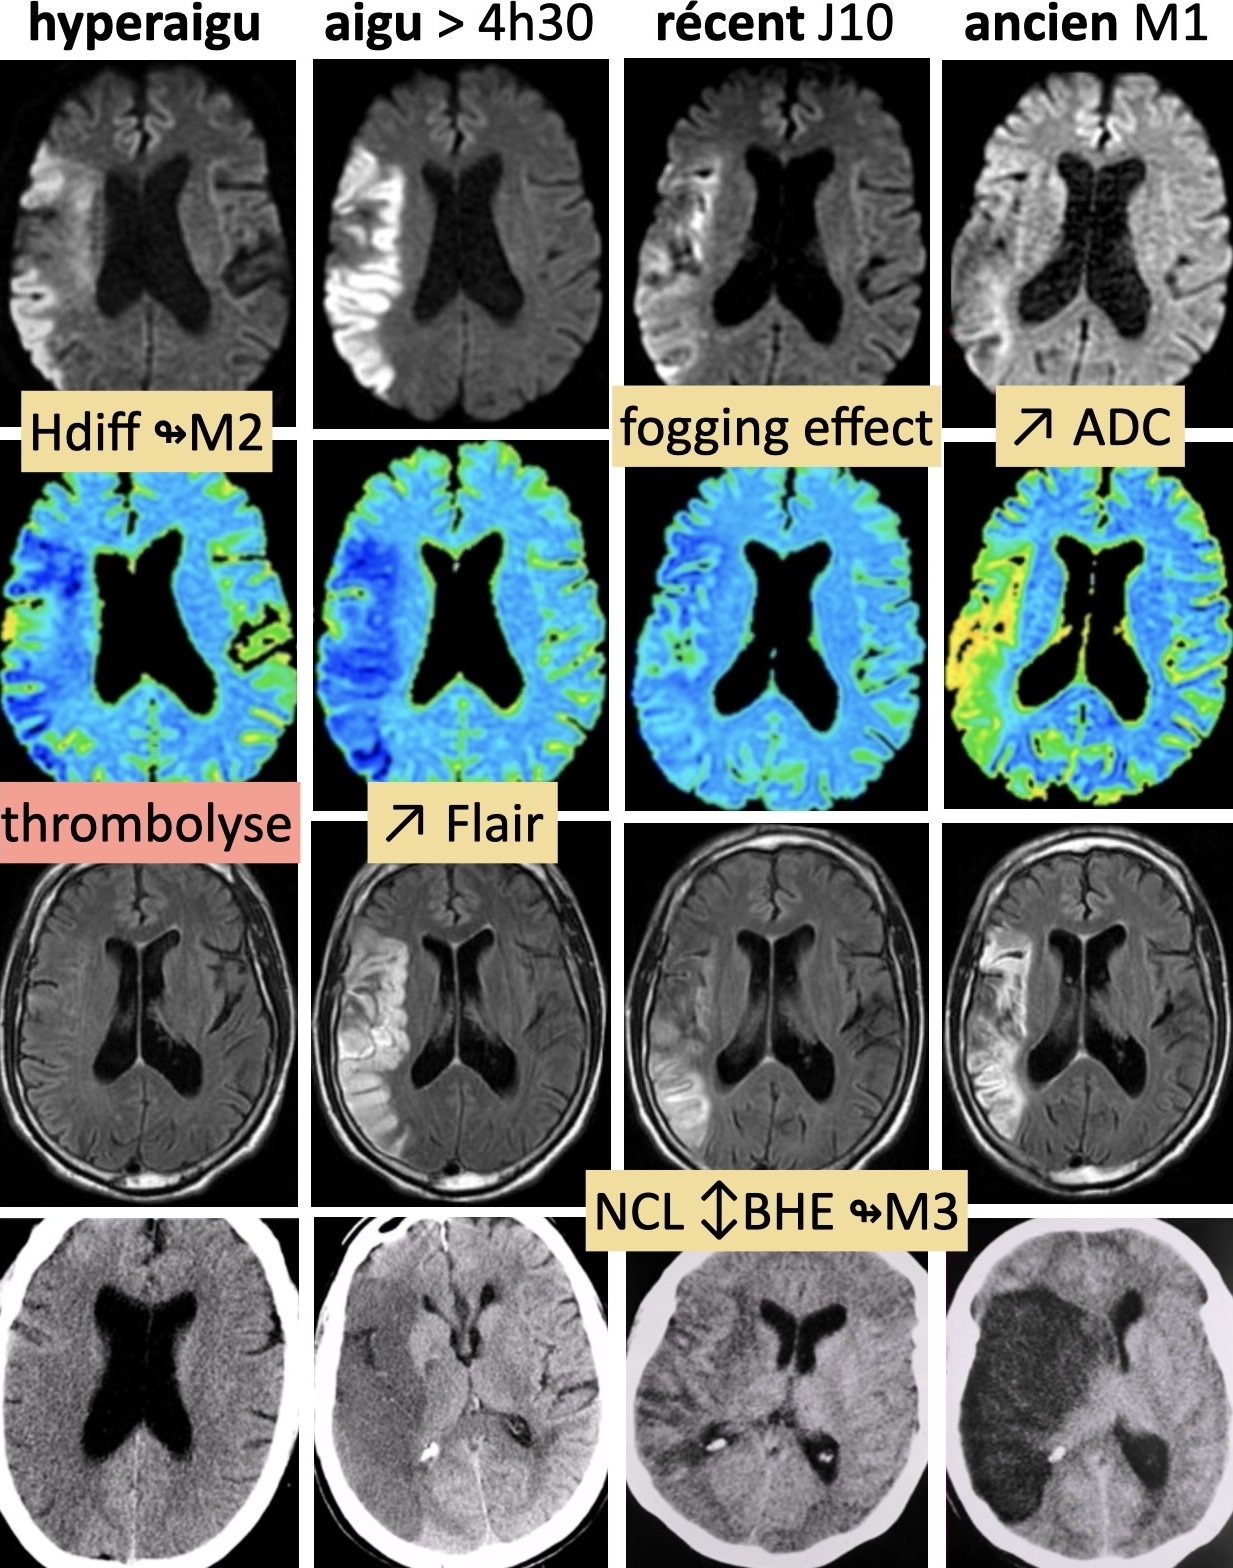 hyperaigu
aigu > 4h30
récent J10
ancien M1
Hdiff ↬M2
fogging effect
↗ ADC
thrombolyse
↗ Flair
NCL ↕BHE ↬M3